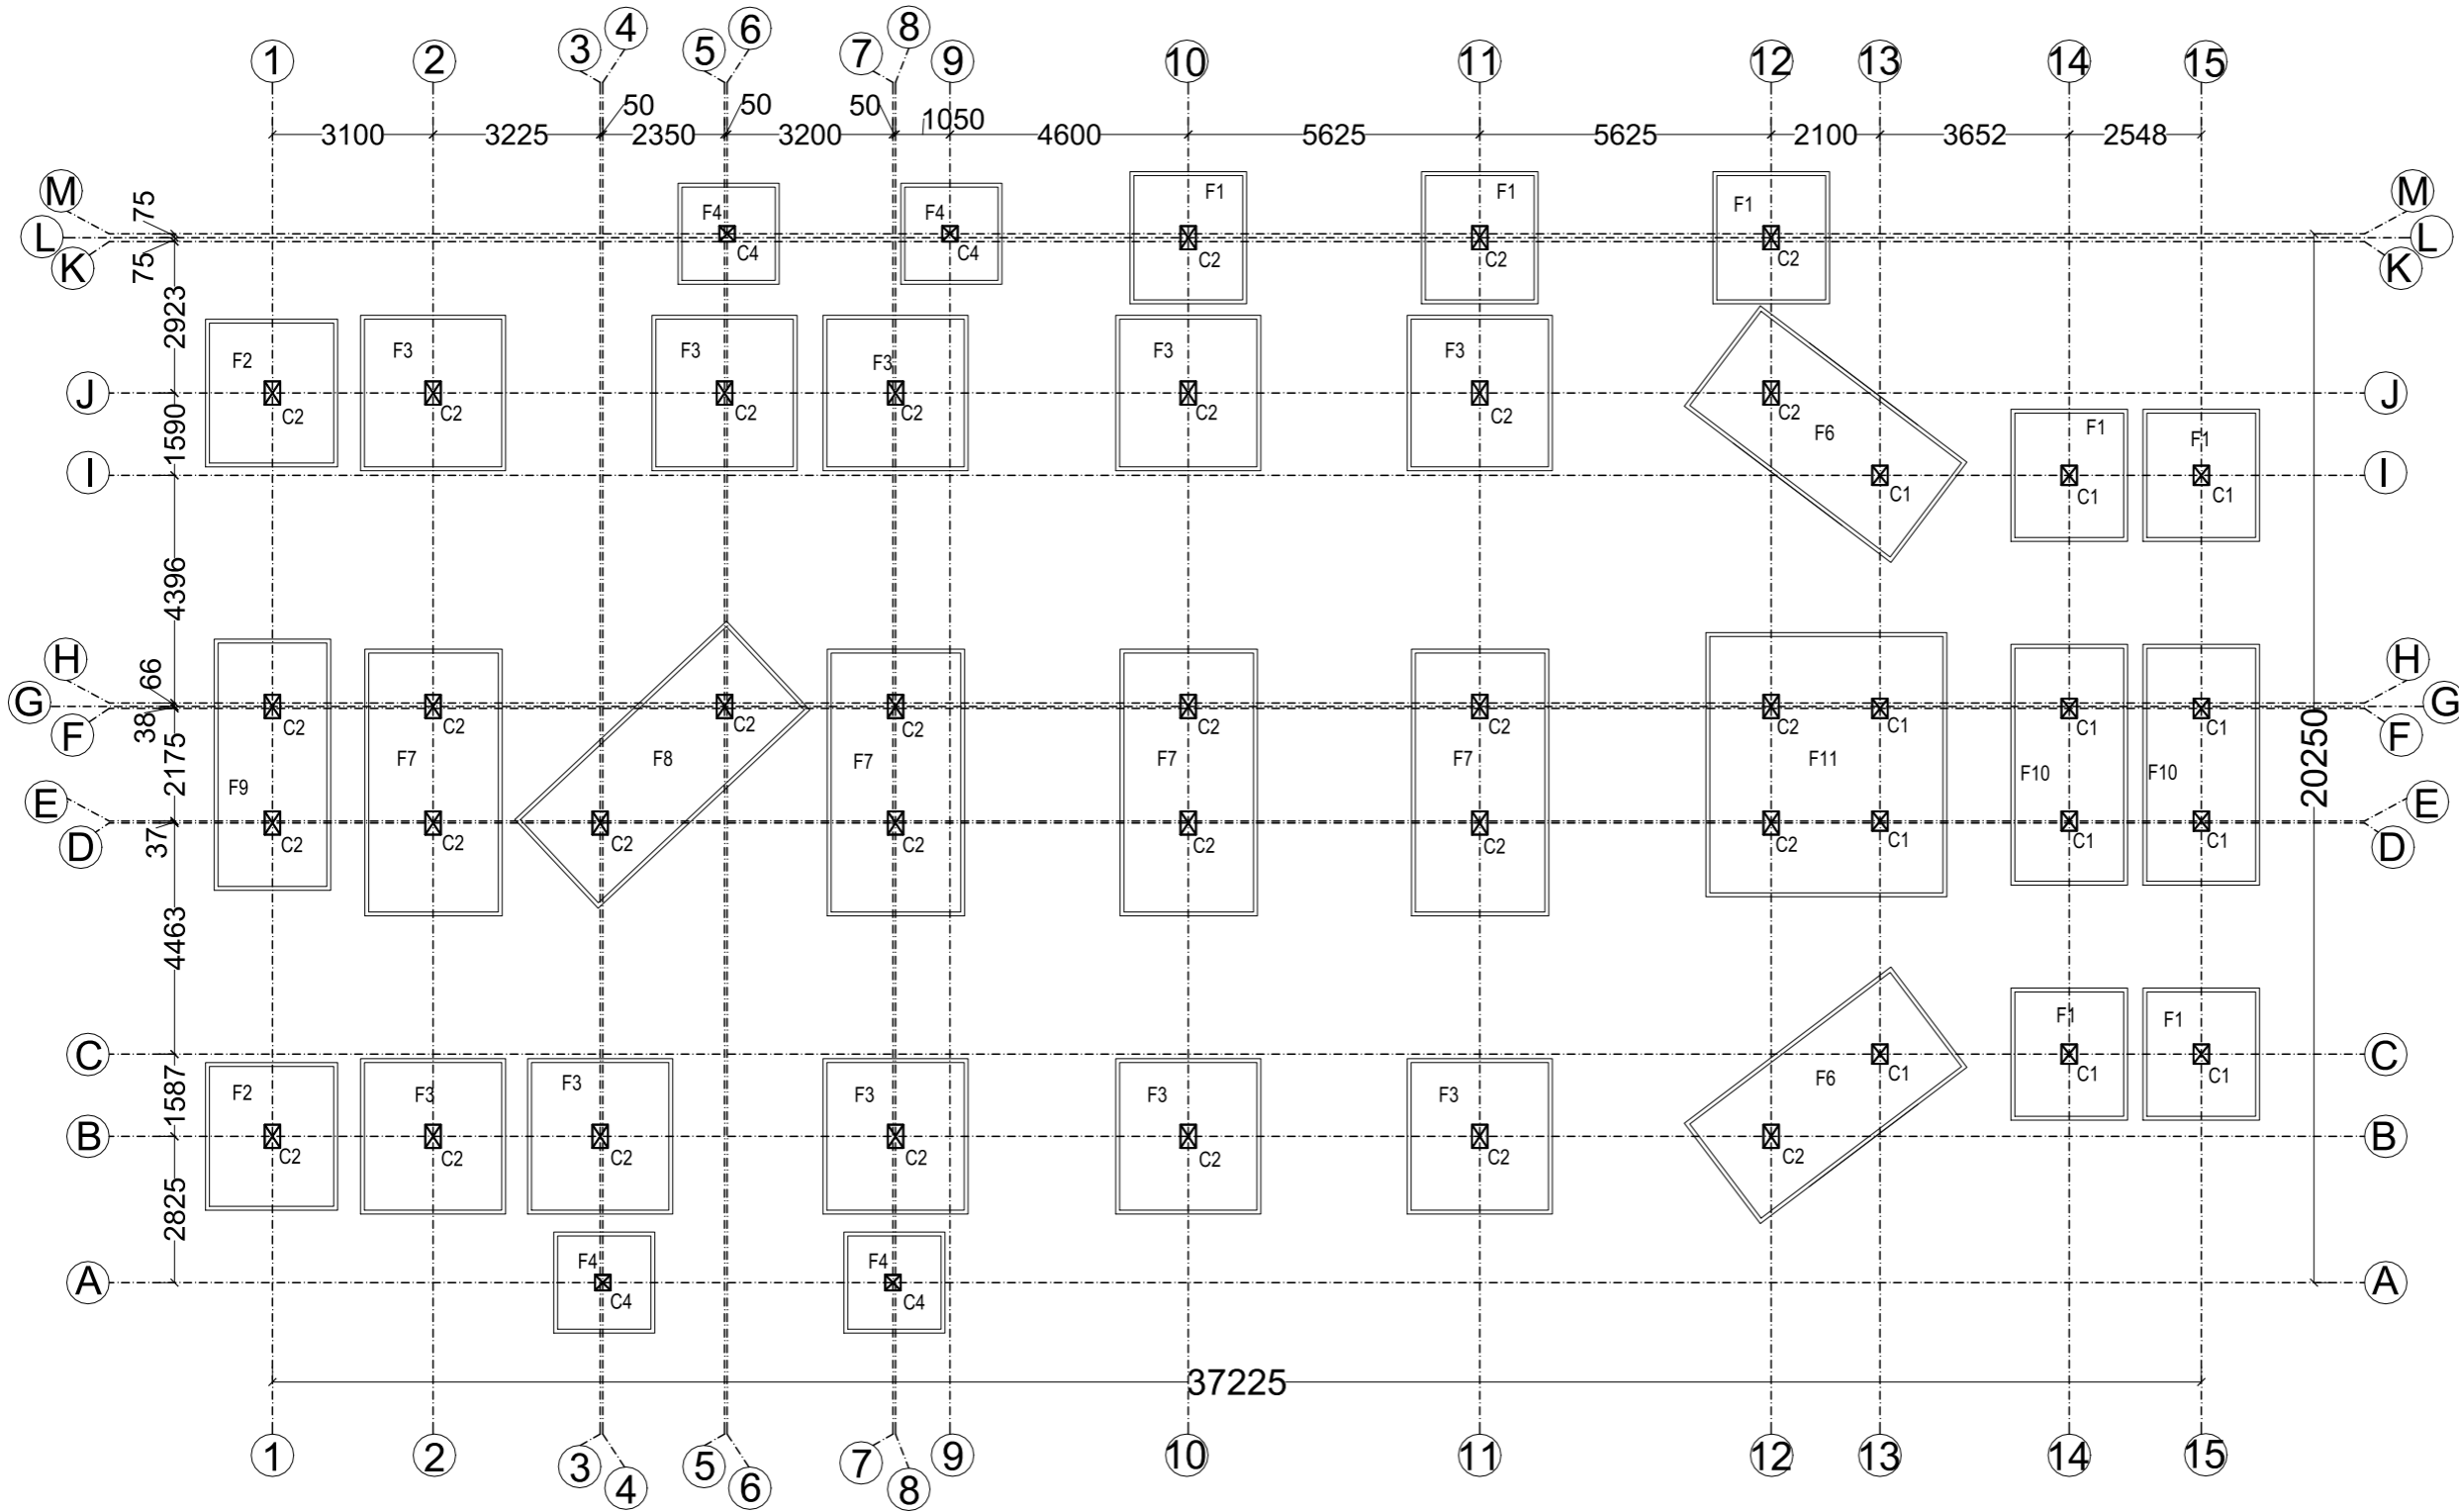 1 2 3 4 5 6 7 8 9 10 11 12 13 14 15
50 50 50 1050
3100 3225 2350 3200 4600 5625 5625 2100 3652 2548
M 75 F4 F4 F1 F1 F1 M
L L
K 75 C4 C4 C2 C2 C2 K
2923
F2 F3 F3 F3 F3 F3
J C2 C2 C2 C2 C2 C2 C2 J
1590 F6 F1 F1
I C1 C1 C1 I
4396
H 66 H
G G
F 38 C2 C2 C2 C2 C2 C2 C2 C1 C1 C1 F
2175 F9 F7 F8 F7 F7 F7 F11 F10 F10 20250
E E
D 37 C2 C2 C2 C2 C2 C2 C2 C1 C1 C1 D
4463
F1 F1
C C1 C1 C1 C
1587 F2 F3 F3 F3 F3 F3 F6
B C2 C2 C2 C2 C2 C2 C2 B
2825
F4 F4
A C4 C4 A
37225
1 2 3 4 5 6 7 8 9 10 11 12 13 14 15